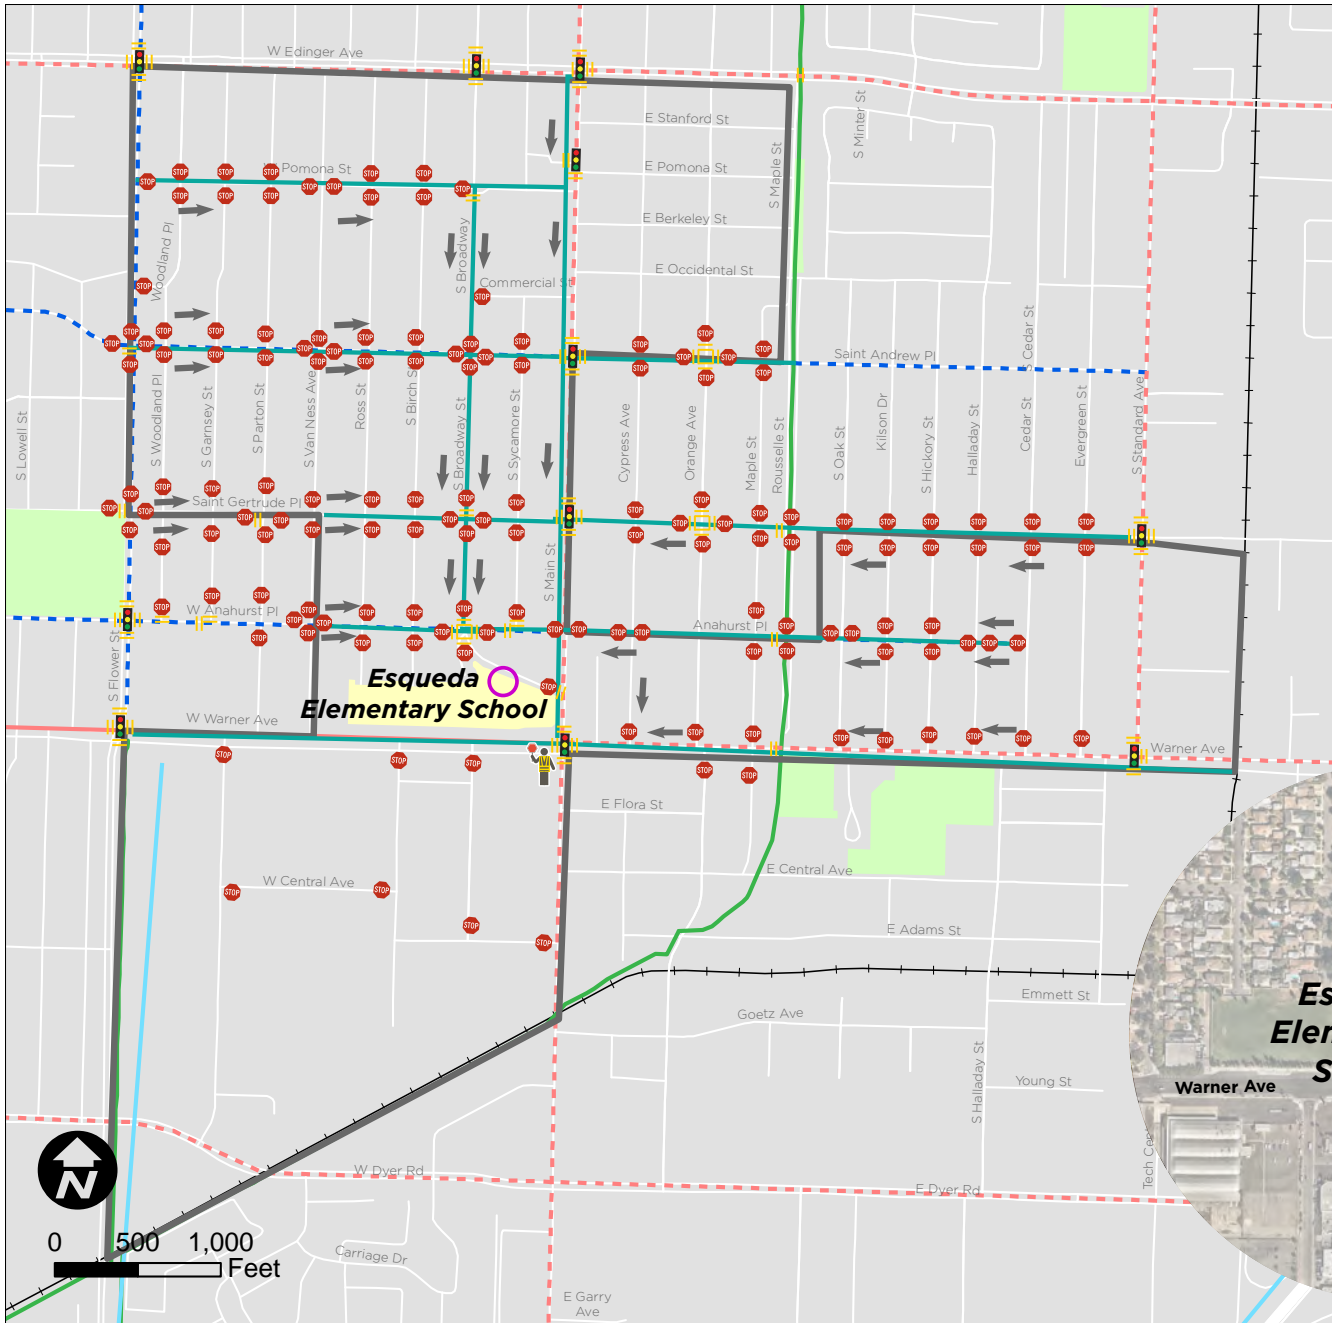 W Edinger Ave
E Stanford St
S Minter St
W Pomona St
E Pomona St
S Maple St
Woodland Pl
S Broadway
E Berkeley St
E Occidental St
Commercial St
Saint Andrew Pl
S Cedar St
S Lowell St
S Woodland Pl
S Garnsey St
S Parton St
S Van Ness Ave
Ross St
S Birch S
S Broadway St
S Sycamore St
Cypress Ave
Orange Ave
Maple St
Rousselle St
S Oak St
Kilson Dr
S Hickory St
Halladay St
Cedar St
Evergreen St
S Standard Ave
Saint Gertrude Pl
S Main St
W Anahurst Pl
Anahurst Pl
S Flower S
Esqueda
Elementary School
W Warner Ave
Warner Ave
STOP
E Flora St
E Central Ave
W Central Ave
E Adams St
Emmett St
Goetz Ave
S Halladay St
Young St
Es
Elem
S
Warner Ave
Tech Cen
W Dyer Rd
E Dyer Rd
N
0 500 1,000
Feet
Carriage Dr
E Garry
Ave